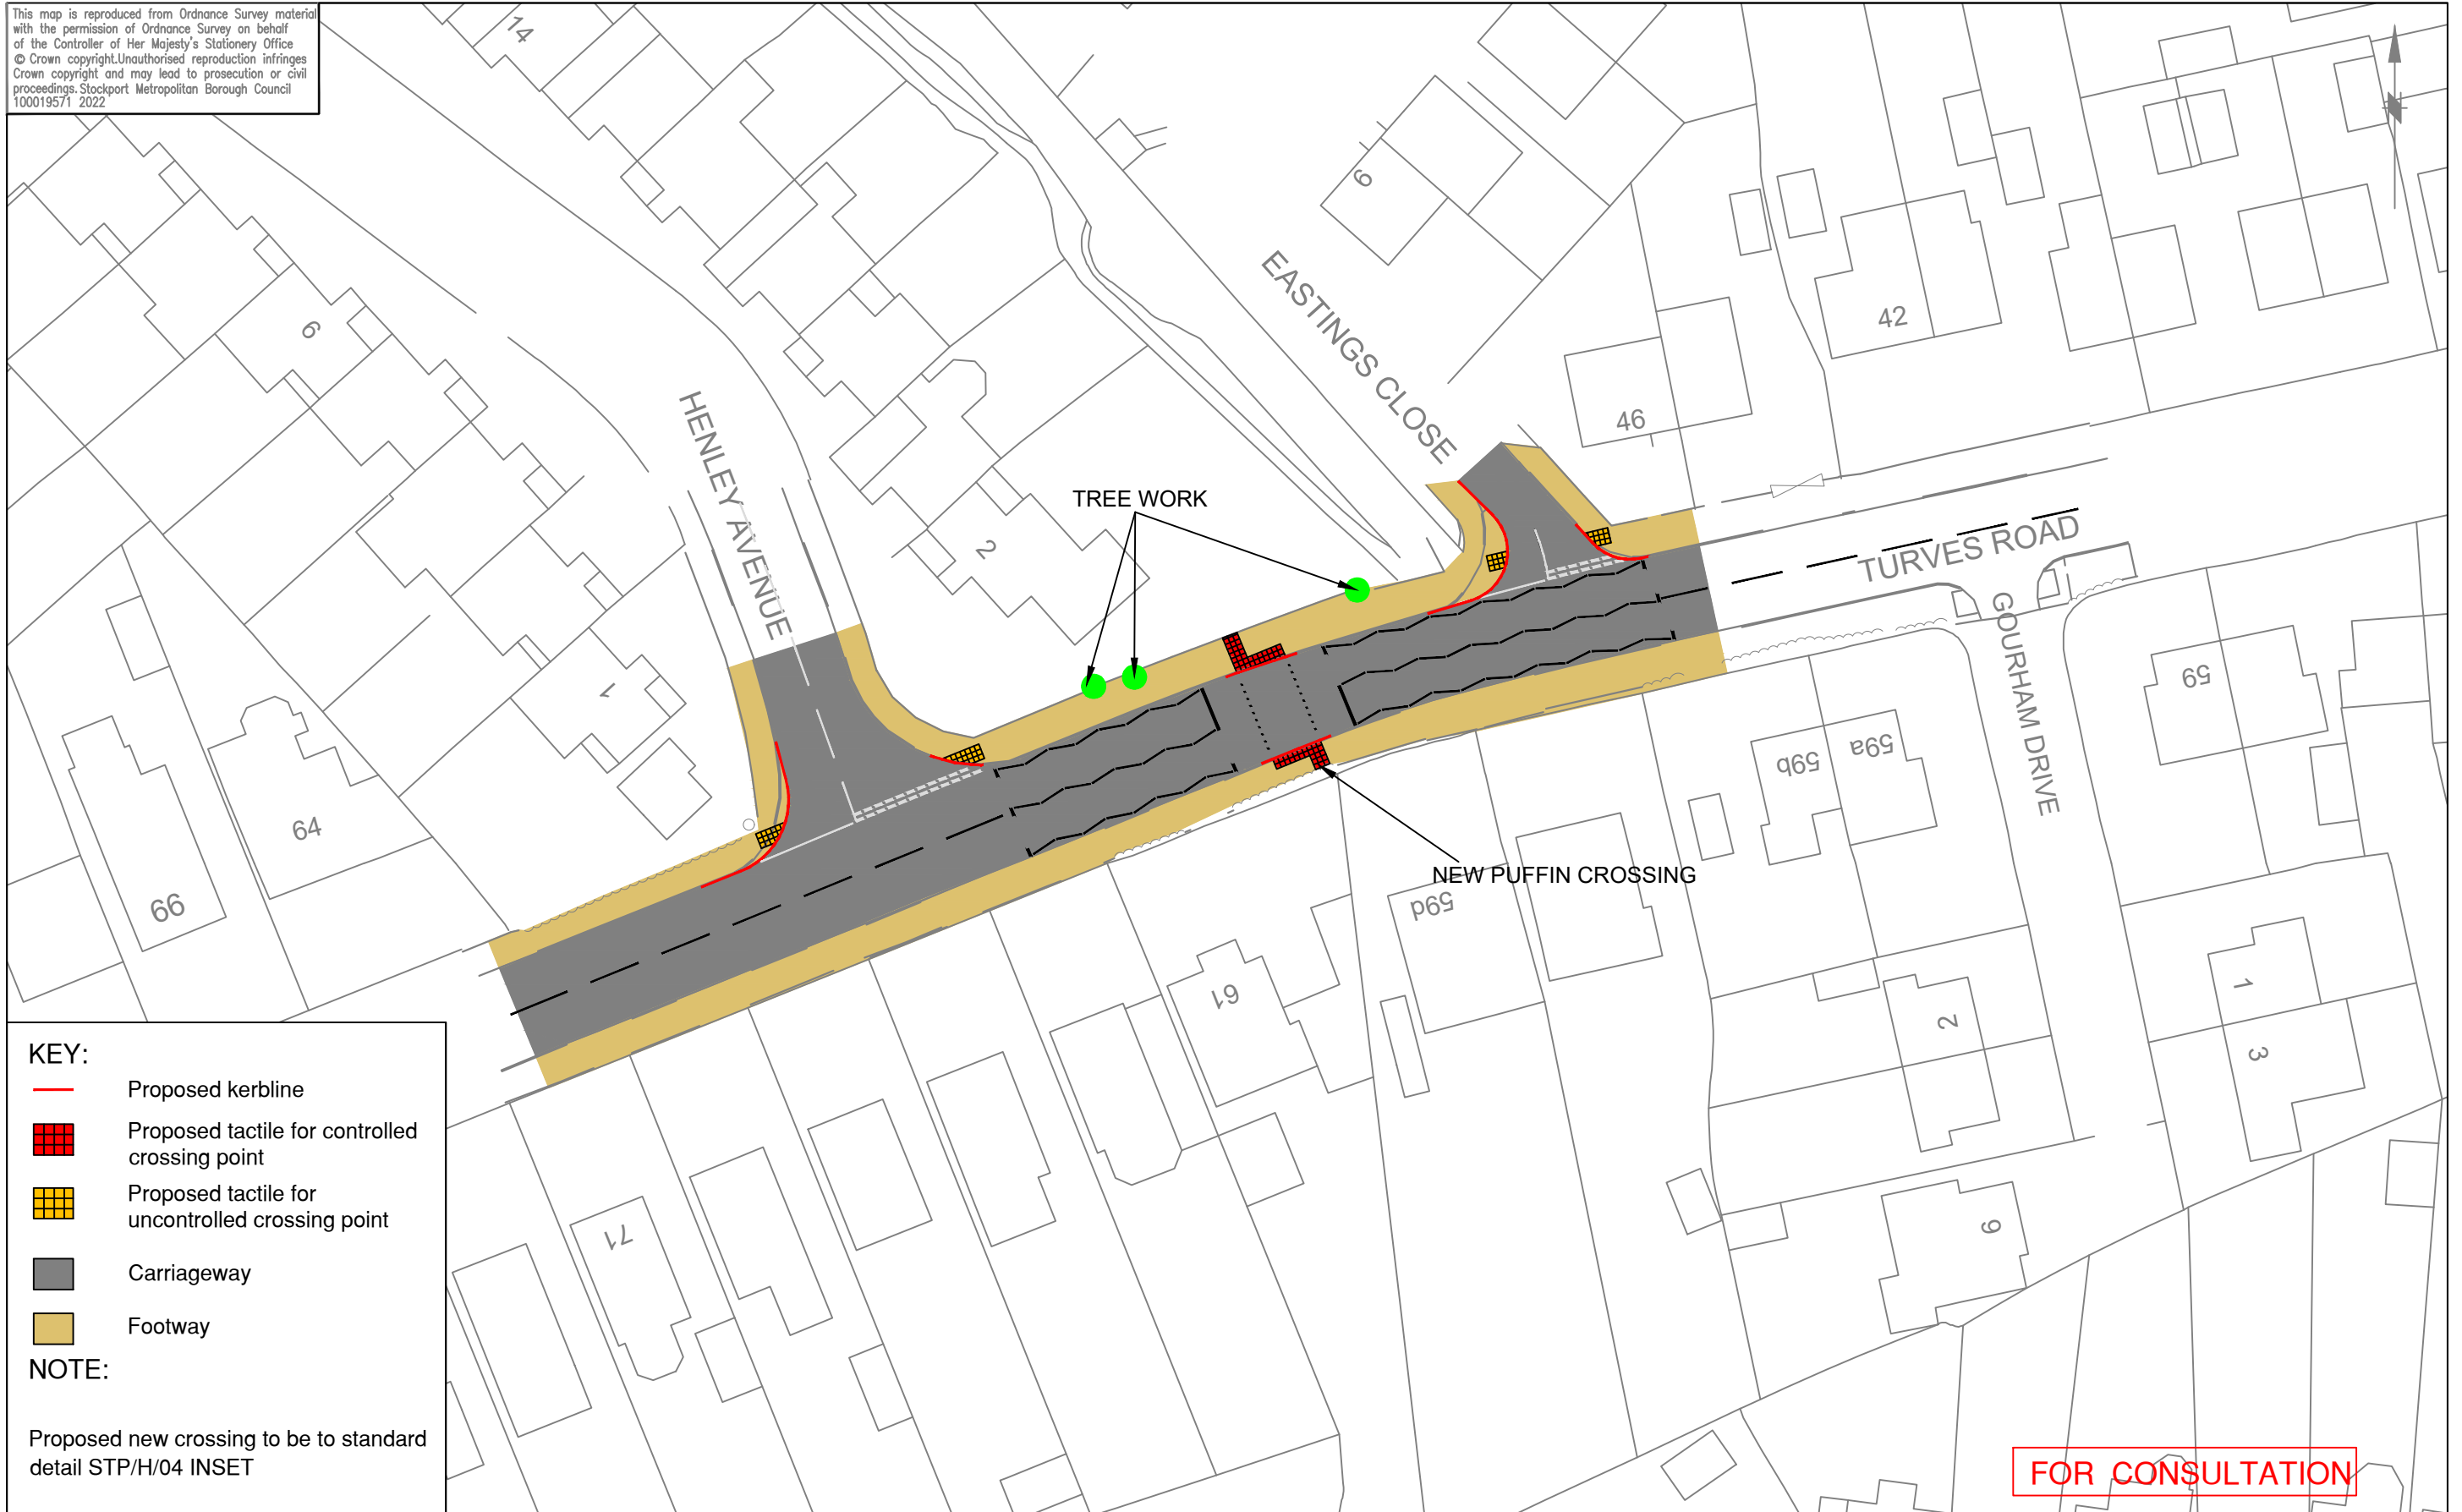 This map is reproduced from Ordnance Survey material
with the permission of Ordnance Survey on behalf
of the Controller of Her Majesty's Stationery Office
© Crown copyright.Unauthorised reproduction infringes
Crown copyright and may lead to prosecution or civil
proceedings. Stockport Metropolitan Borough Council
100019571 2022
14
6
9
EASTINGS CLOSE
42
46
HENLEY AVENUE
TREE WORK
2
TURVES ROAD
GOURHAM DRIVE
1
59
59b
59a
64
66
NEW PUFFIN CROSSING
59d
61
1
2
3
71
9
KEY:
Proposed kerbline
Proposed tactile for controlled
crossing point
Proposed tactile for
uncontrolled crossing point
Carriageway
Footway
NOTE:
Proposed new crossing to be to standard
detail STP/H/04 INSET
FOR CONSULTATION